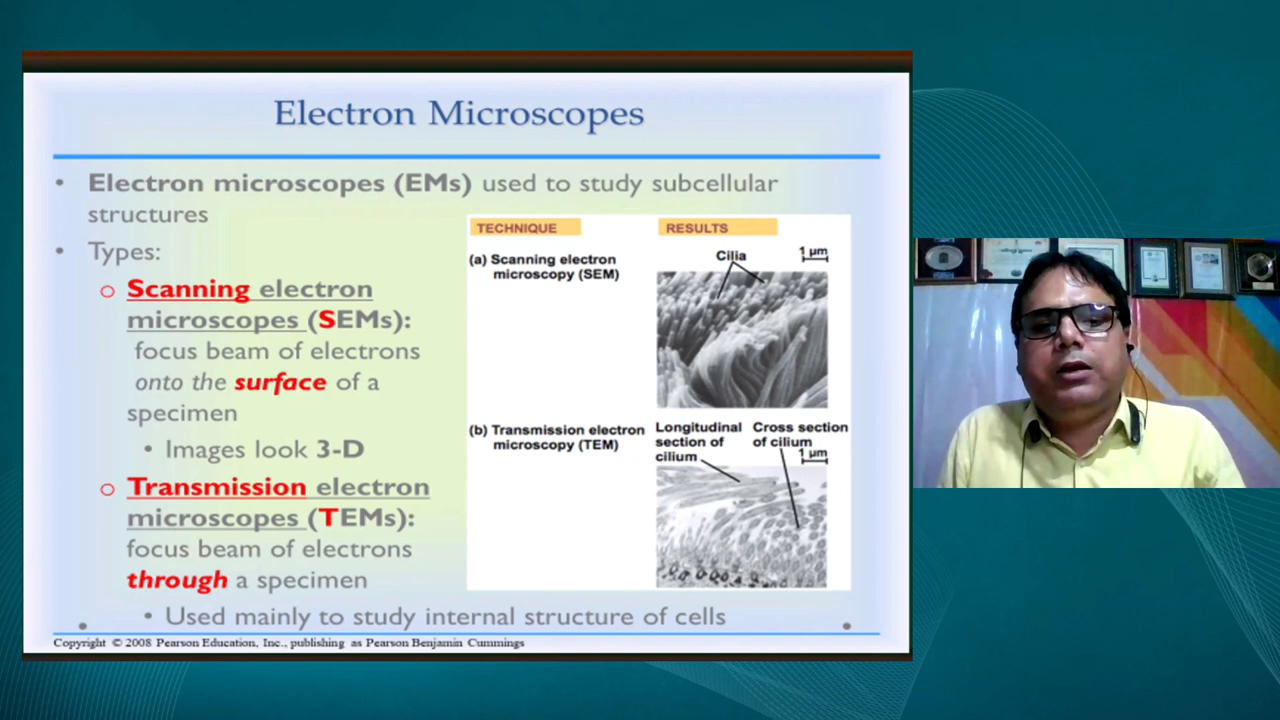 Electron Microscopes
• Electron microscopes (EMs) used to study subcellular
structures
• Types:
o Scanning electron
microscopes (SEMs):
focus beam of electrons
onto the surface of a
specimen
• Images look 3-D
o Transmission electron
microscopes (TEMs):
focus beam of electrons
through a specimen
• Used mainly to study internal structure of cells
TECHNIQUE
RESULTS
(a) Scanning electron
microscopy (SEM)
Cilia
1 µm
(b) Transmission electron
microscopy (TEM)
Longitudinal
section of
cilium
Cross section
of cilium
1 µm
Copyright © 2008 Pearson Education, Inc., publishing as Pearson Benjamin Cummings